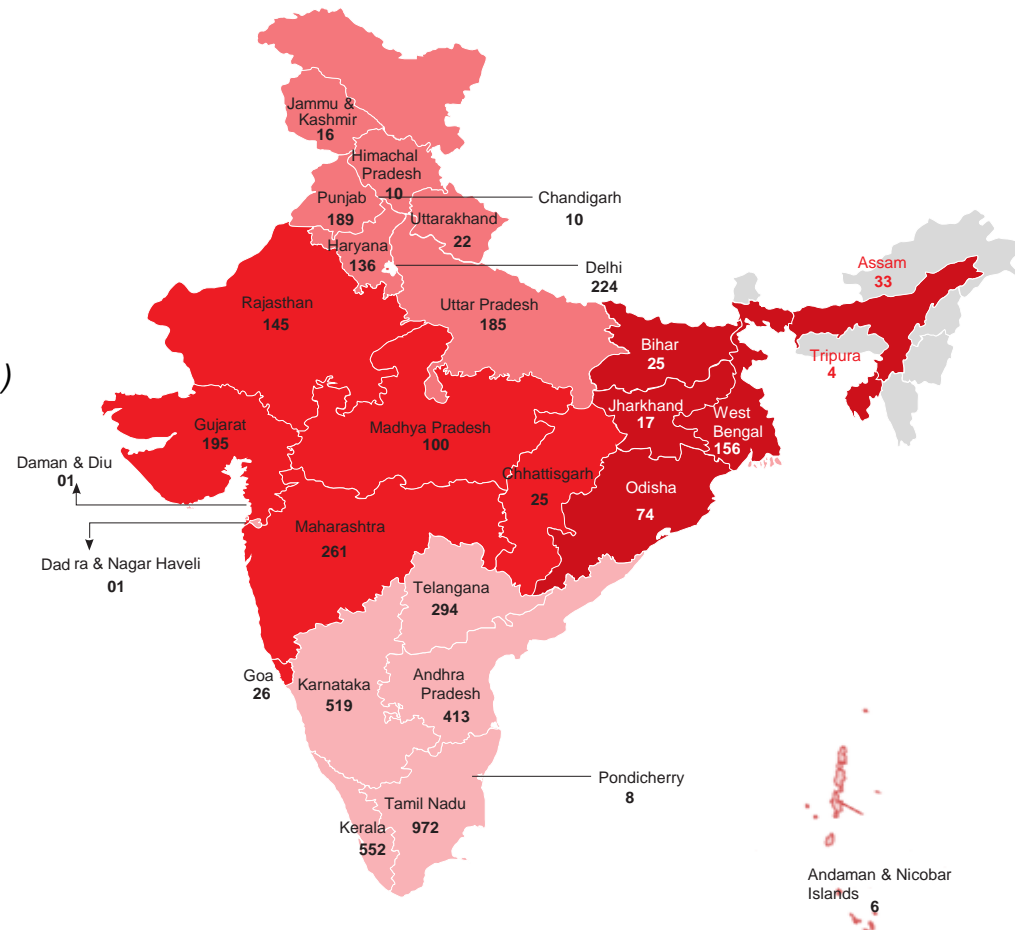 Jammu &
Kashmir
16
Himachal
Pradesh
10
Chandigarh
10
Punjab
189
Uttarakhand
22
Haryana
136
Delhi
224
Assam
33
Rajasthan
145
Uttar Pradesh
185
Bihar
25
Tripura
4
)
Gujarat
195
Madhya Pradesh
100
Jharkhand
17
West
Bengal
156
Daman & Diu
01
Chhattisgarh
25
Odisha
74
Maharashtra
261
Dad ra & Nagar Haveli
01
Telangana
294
Goa
26
Karnataka
519
Andhra
Pradesh
413
Pondicherry
8
Tamil Nadu
972
Kerala
552
Andaman & Nicobar
Islands
6